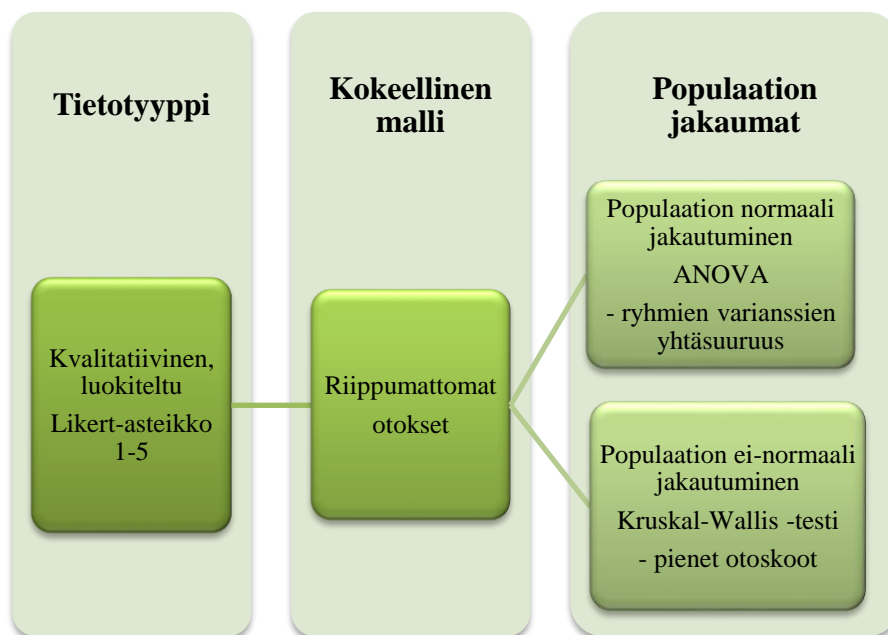 Tietotyyppi
Kvalitatiivinen,
luokiteltu
Likert-asteikko
1-5
Kokeellinen
malli
Riippumattomat
otokset
Populaation
jakaumat
Populaation normaali
jakautuminen
ANOVA
- ryhmien varianssien
yhtäsuuruus
Populaation ei-normaali
jakautuminen
Kruskal-Wallis -testi
- pienet otoskoot